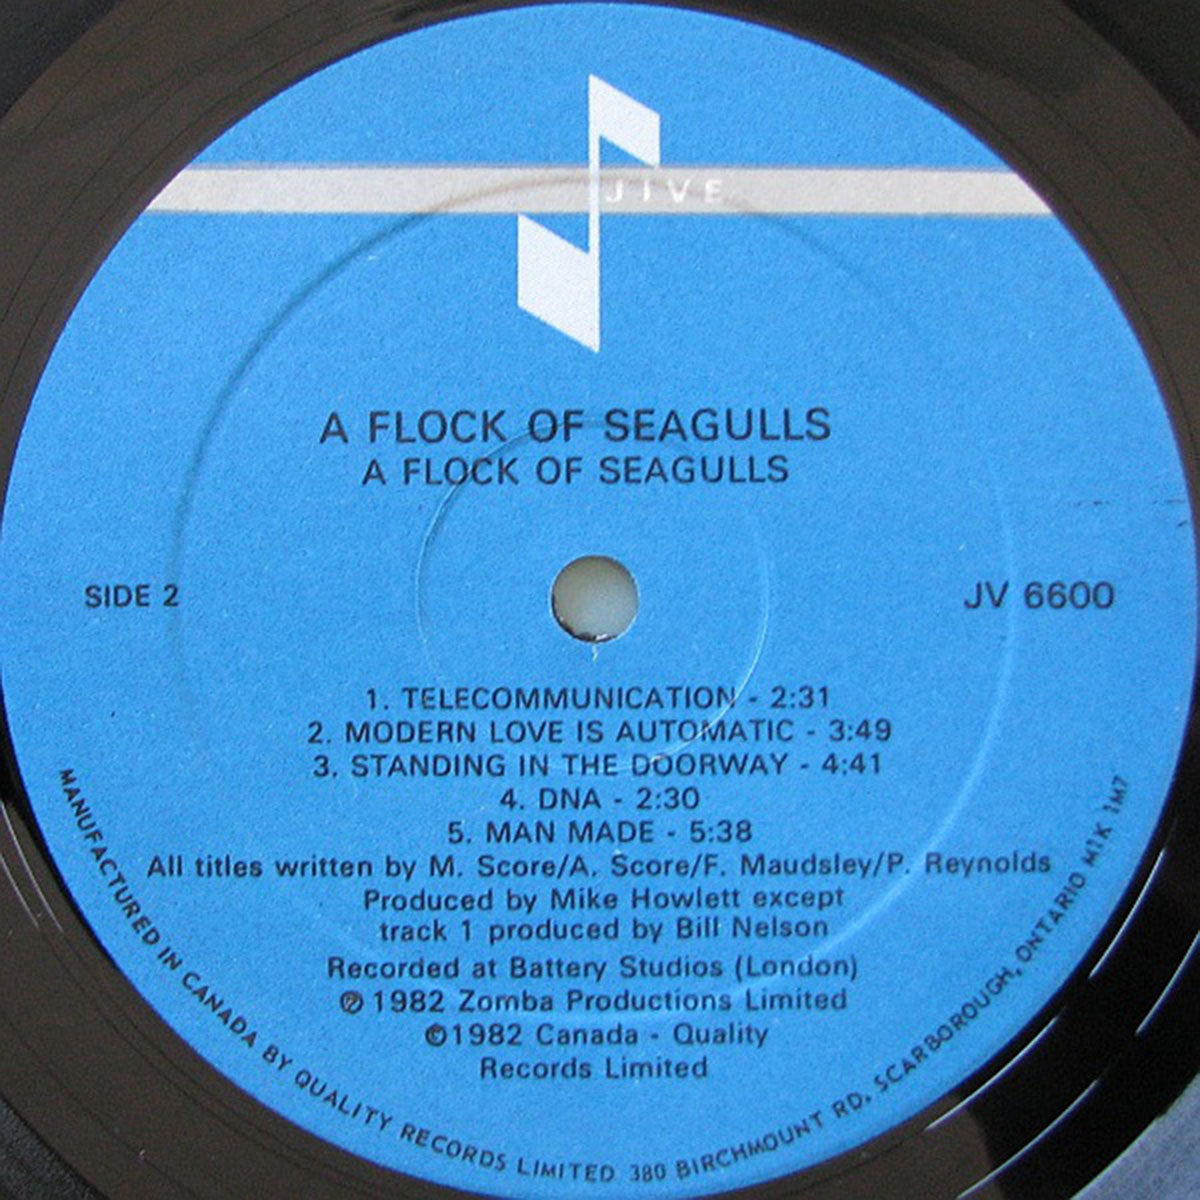 JIVE
A FLOCK OF SEAGULLS
A FLOCK OF SEAGULLS
SIDE 2
JV 6600
1. TELECOMMUNICATION - 2:31
2. MODERN LOVE IS AUTOMATIC - 3:49
3. STANDING IN THE DOORWAY - 4:41
4. DNA - 2:30
5. MAN MADE - 5:38
All titles written by M. Score/A. Score/F. Maudsley/P. Reynolds
Produced by Mike Howlett except
track 1 produced by Bill Nelson
Recorded at Battery Studios (London)
℗ 1982 Zomba Productions Limited
©1982 Canada - Quality
Records Limited
MANUFACTURED IN CANADA BY QUALITY RECORDS LIMITED 380 BIRCHMOUNT RD, SCARBOROUGH, ONTARIO M1K 1M7